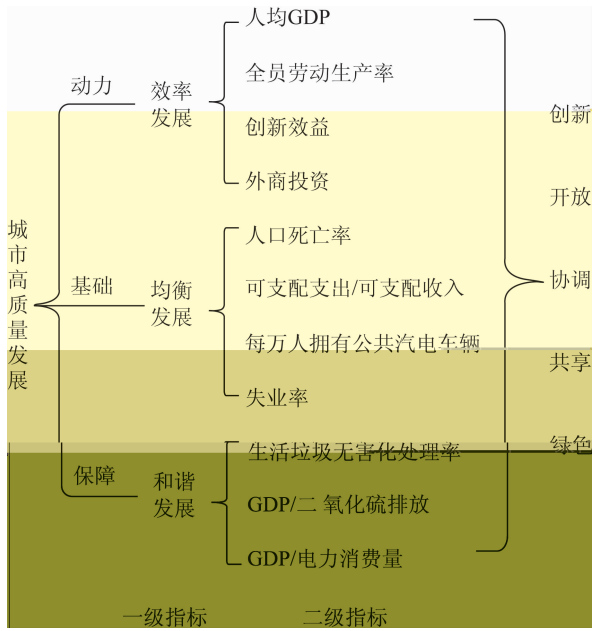 城市高质量发展
动力
效率
发展
人均GDP
全员劳动生产率
创新效益
外商投资
基础
均衡
发展
人口死亡率
可支配支出/可支配收入
每万人拥有公共汽电车辆
失业率
保障
和谐
发展
生活垃圾无害化处理率
GDP/二 氧化硫排放
GDP/电力消费量
创新
开放
协调
共享
绿色
一级指标
二级指标